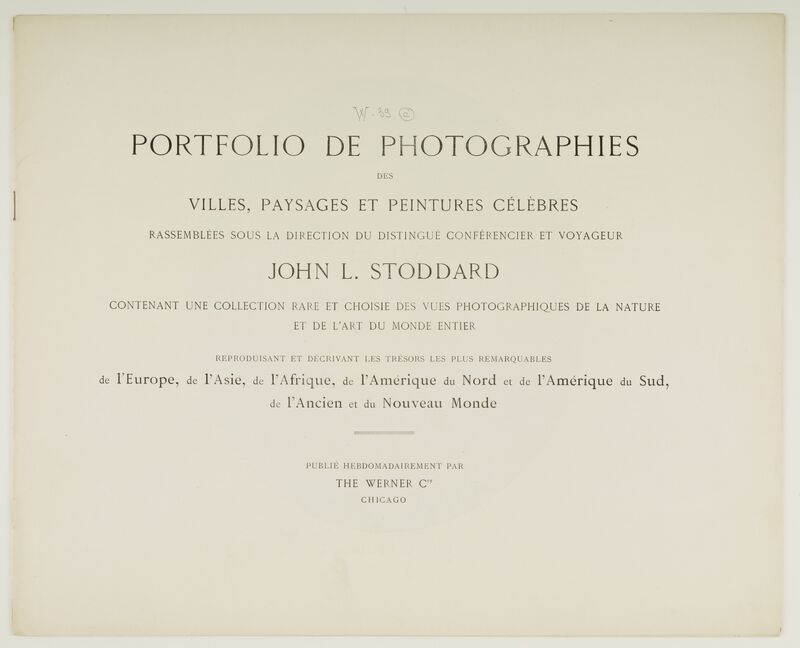 W. 39 ©
PORTFOLIO DE PHOTOGRAPHIES
DES
VILLES, PAYSAGES ET PEINTURES CÉLÈBRES
RASSEMBLÉES SOUS LA DIRECTION DU DISTINGUÉ CONFÉRENCIER ET VOYAGEUR
JOHN L. STODDARD
CONTENANT UNE COLLECTION RARE ET CHOISIE DES VUES PHOTOGRAPHIQUES DE LA NATURE
ET DE L'ART DU MONDE ENTIER
REPRODUISANT ET DÉCRIVANT LES TRÉSORS LES PLUS REMARQUABLES
de l'Europe, de l'Asie, de l'Afrique, de l'Amérique du Nord et de l'Amérique du Sud,
de l'Ancien et du Nouveau Monde
PUBLIÉ HEBDOMADAIREMENT PAR
THE WERNER Cny
CHICAGO